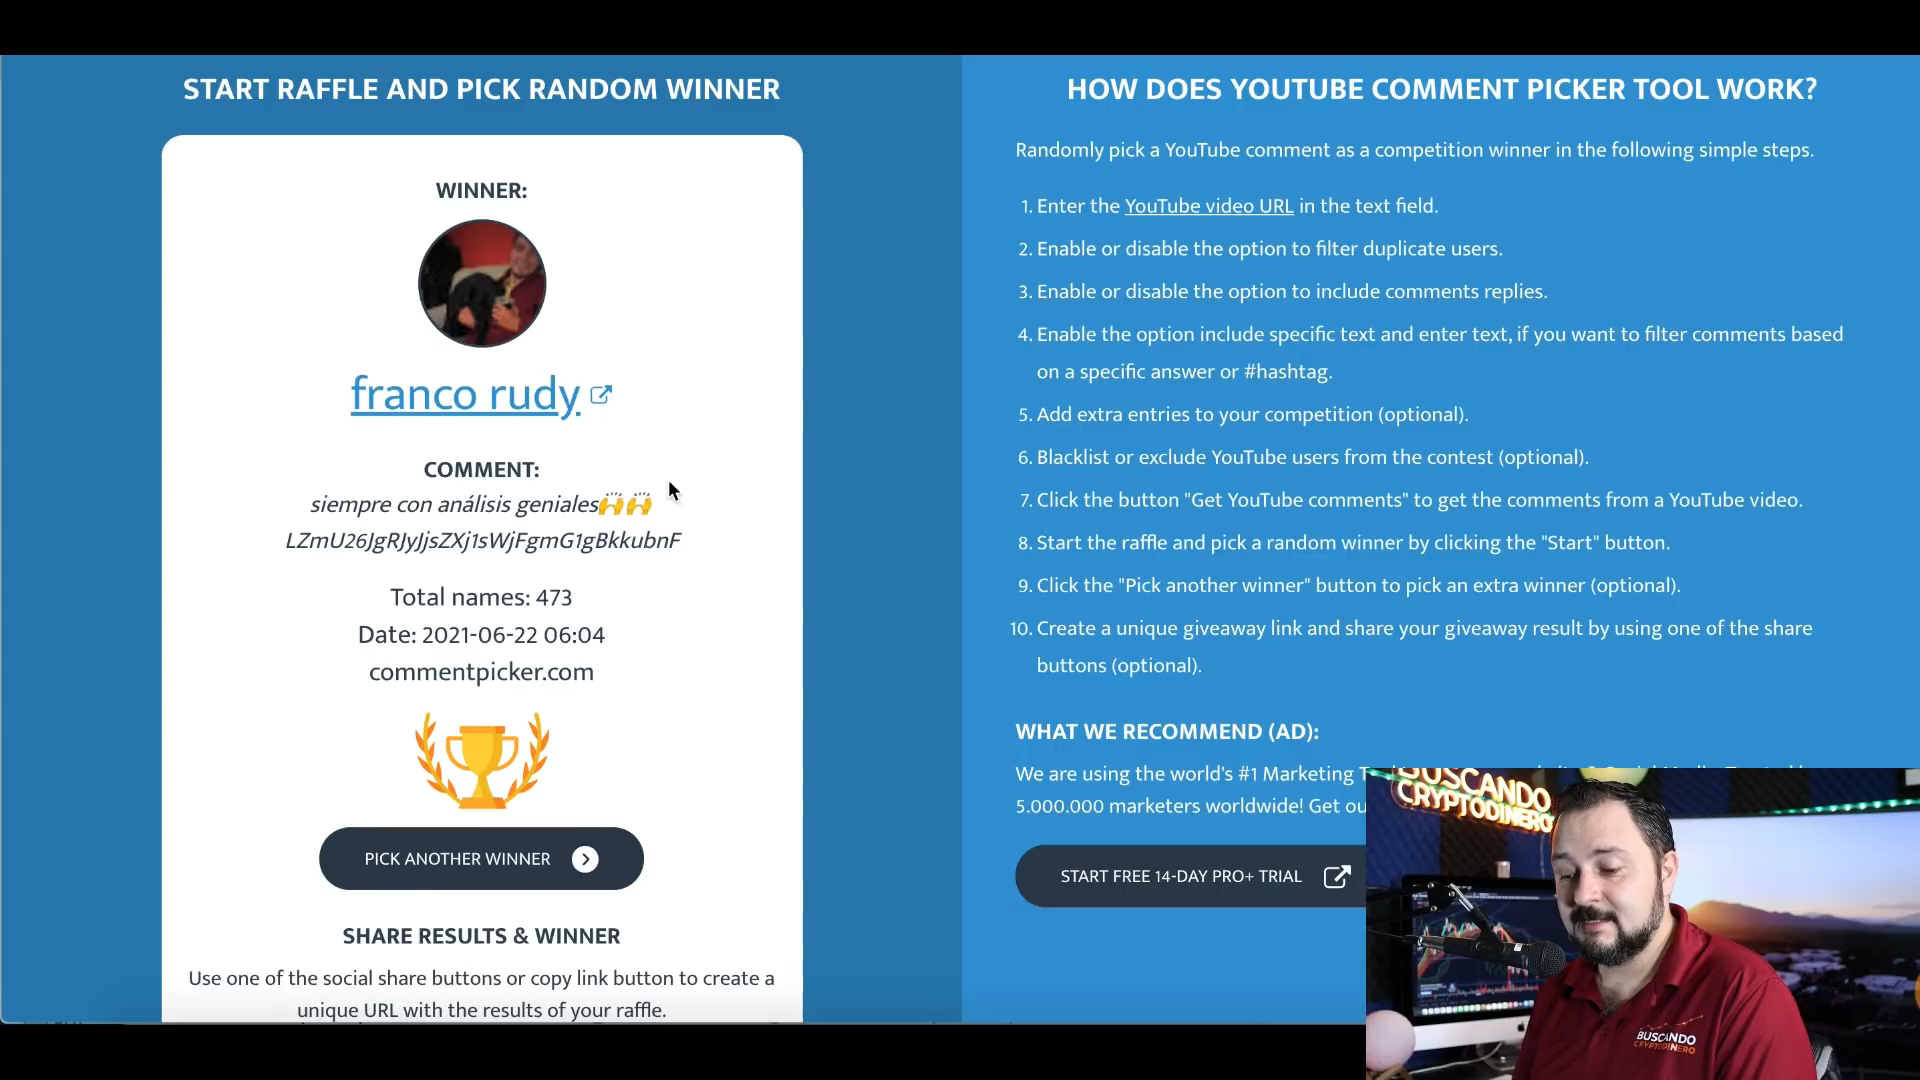 START RAFFLE AND PICK RANDOM WINNER
WINNER:
franco rudy
COMMENT:
siempre con análisis geniales🙌🙌
LZmU26JgRJyJjsZXj1sWjFgmG1gBkkubnF
Total names: 473
Date: 2021-06-22 06:04
commentpicker.com
PICK ANOTHER WINNER
SHARE RESULTS & WINNER
Use one of the social share buttons or copy link button to create a
unique URL with the results of your raffle.
HOW DOES YOUTUBE COMMENT PICKER TOOL WORK?
Randomly pick a YouTube comment as a competition winner in the following simple steps.
1. Enter the YouTube video URL in the text field.
2. Enable or disable the option to filter duplicate users.
3. Enable or disable the option to include comments replies.
4. Enable the option include specific text and enter text, if you want to filter comments based
on a specific answer or #hashtag.
5. Add extra entries to your competition (optional).
6. Blacklist or exclude YouTube users from the contest (optional).
7. Click the button "Get YouTube comments" to get the comments from a YouTube video.
8. Start the raffle and pick a random winner by clicking the "Start" button.
9. Click the "Pick another winner" button to pick an extra winner (optional).
10. Create a unique giveaway link and share your giveaway result by using one of the share
buttons (optional).
WHAT WE RECOMMEND (AD):
We are using the world's #1 Marketing
5.000.000 marketers worldwide! Get
START FREE 14-DAY PRO+ TRIAL
BUSCANDO
CRYPTODINERO
BUSCANDO
CRYPTODINERO